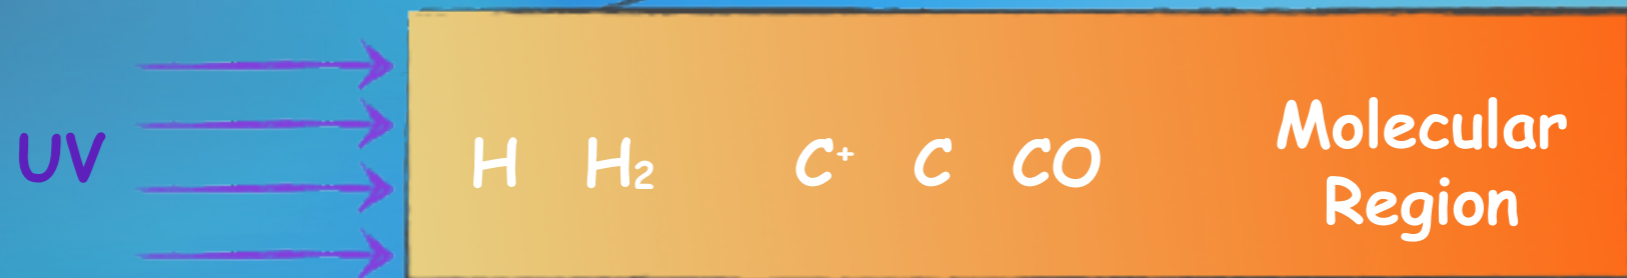 UV H H₂ C⁺ C CO
Molecular
Region